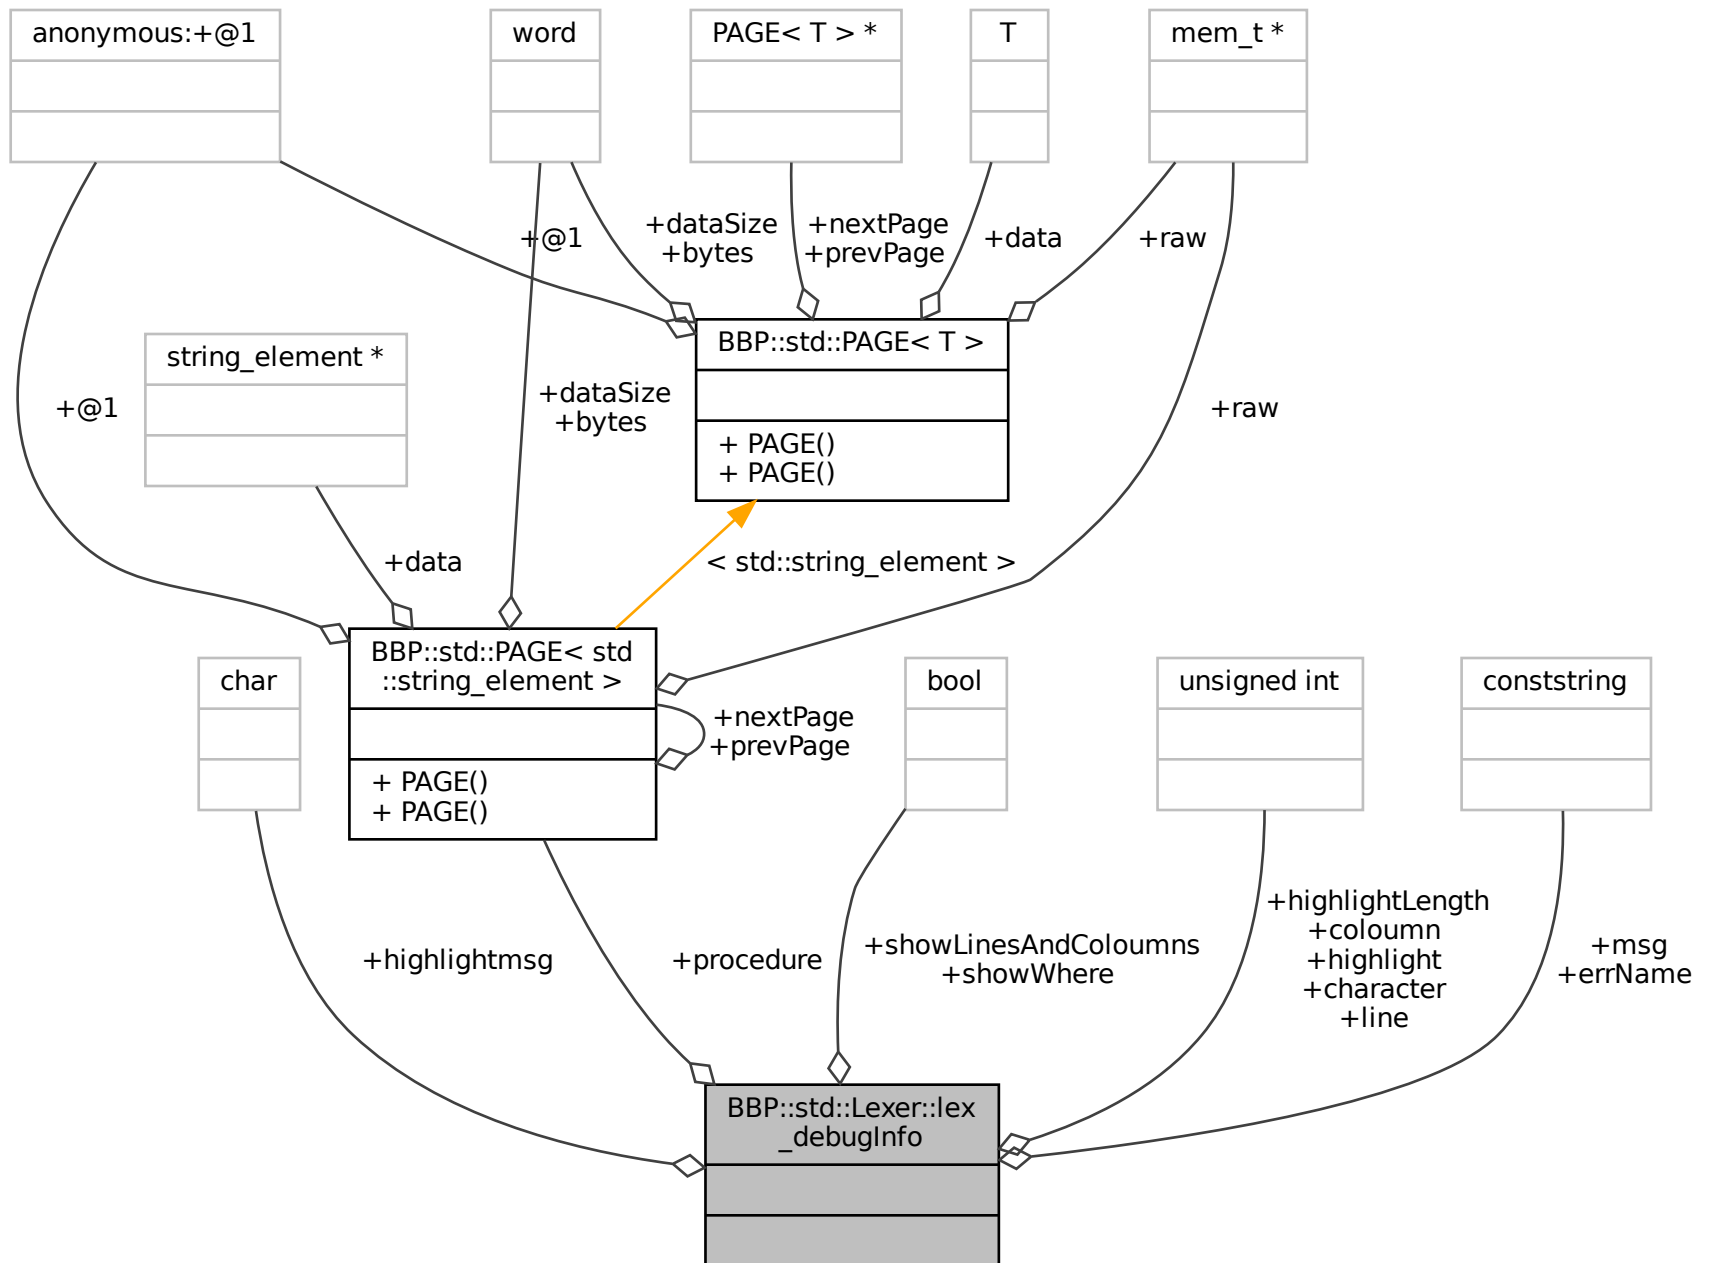 anonymous:+@1
word
PAGE< T > *
T
mem_t *
+@1
+dataSize
+bytes
+nextPage
+prevPage
+data
+raw
BBP::std::PAGE< T >
+ PAGE()
+ PAGE()
string_element *
+@1
+dataSize
+bytes
+raw
+data
< std::string_element >
BBP::std::PAGE< std
::string_element >
+ PAGE()
+ PAGE()
+nextPage
+prevPage
char
bool
unsigned int
conststring
+highlightmsg
+procedure
+showLinesAndColoumns
+showWhere
+highlightLength
+coloumn
+highlight
+character
+line
+msg
+errName
BBP::std::Lexer::lex
_debugInfo